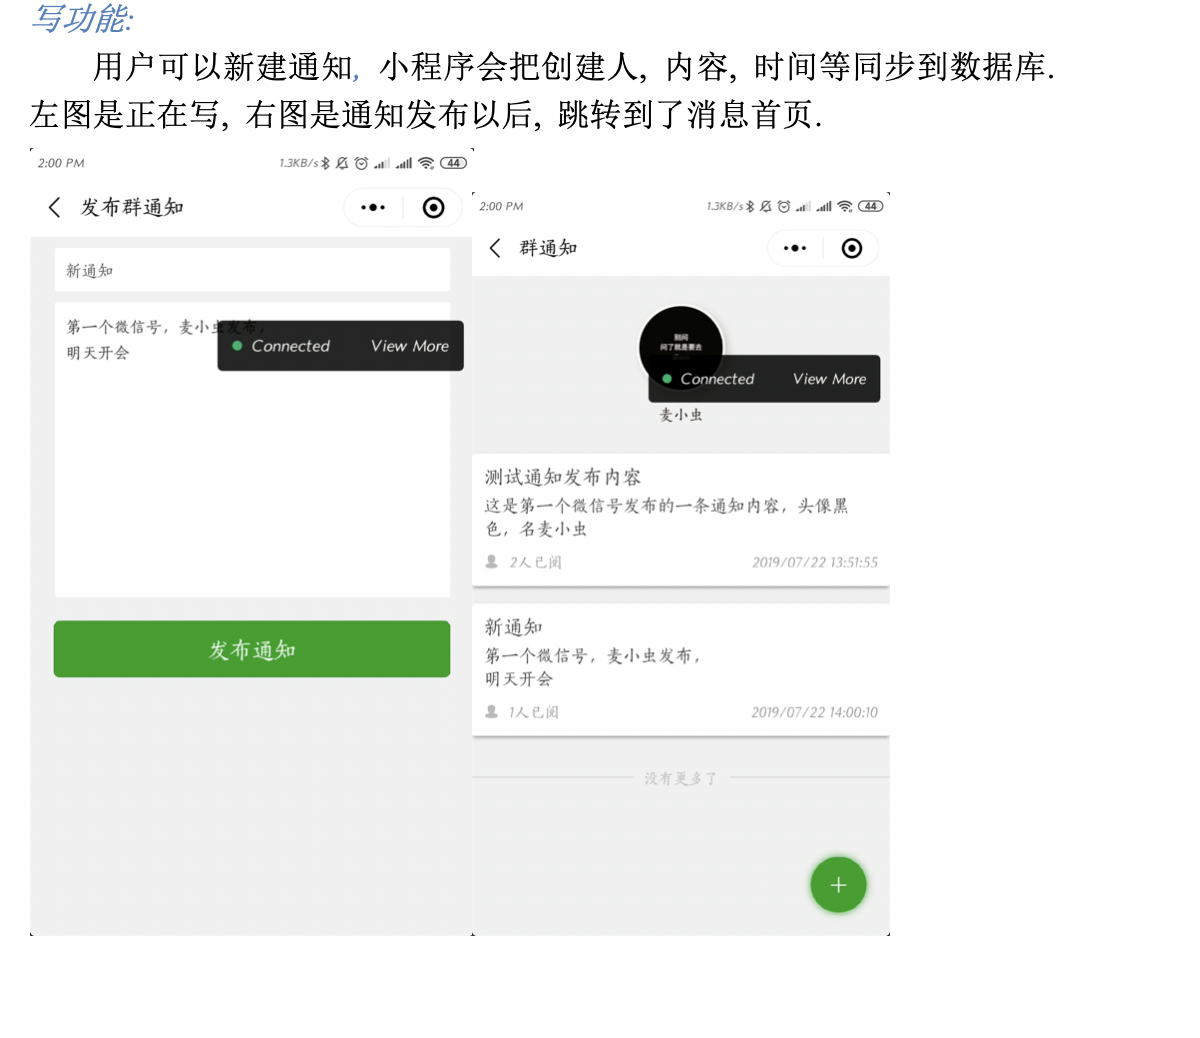 写功能:
用户可以新建通知, 小程序会把创建人, 内容, 时间等同步到数据库.
左图是正在写, 右图是通知发布以后, 跳转到了消息首页.
2:00 PM
1.3KB/s
44
发布群通知
新通知
第一个微信号，麦小虫发布，
明天开会
Connected View More
发布通知
2:00 PM
1.3KB/s
44
群通知
别问
问了就是要去
Connected View More
麦小虫
测试通知发布内容
这是第一个微信号发布的一条通知内容，头像黑
色，名麦小虫
2人已阅
2019/07/22 13:51:55
新通知
第一个微信号，麦小虫发布，
明天开会
1人已阅
2019/07/22 14:00:10
没有更多了
+